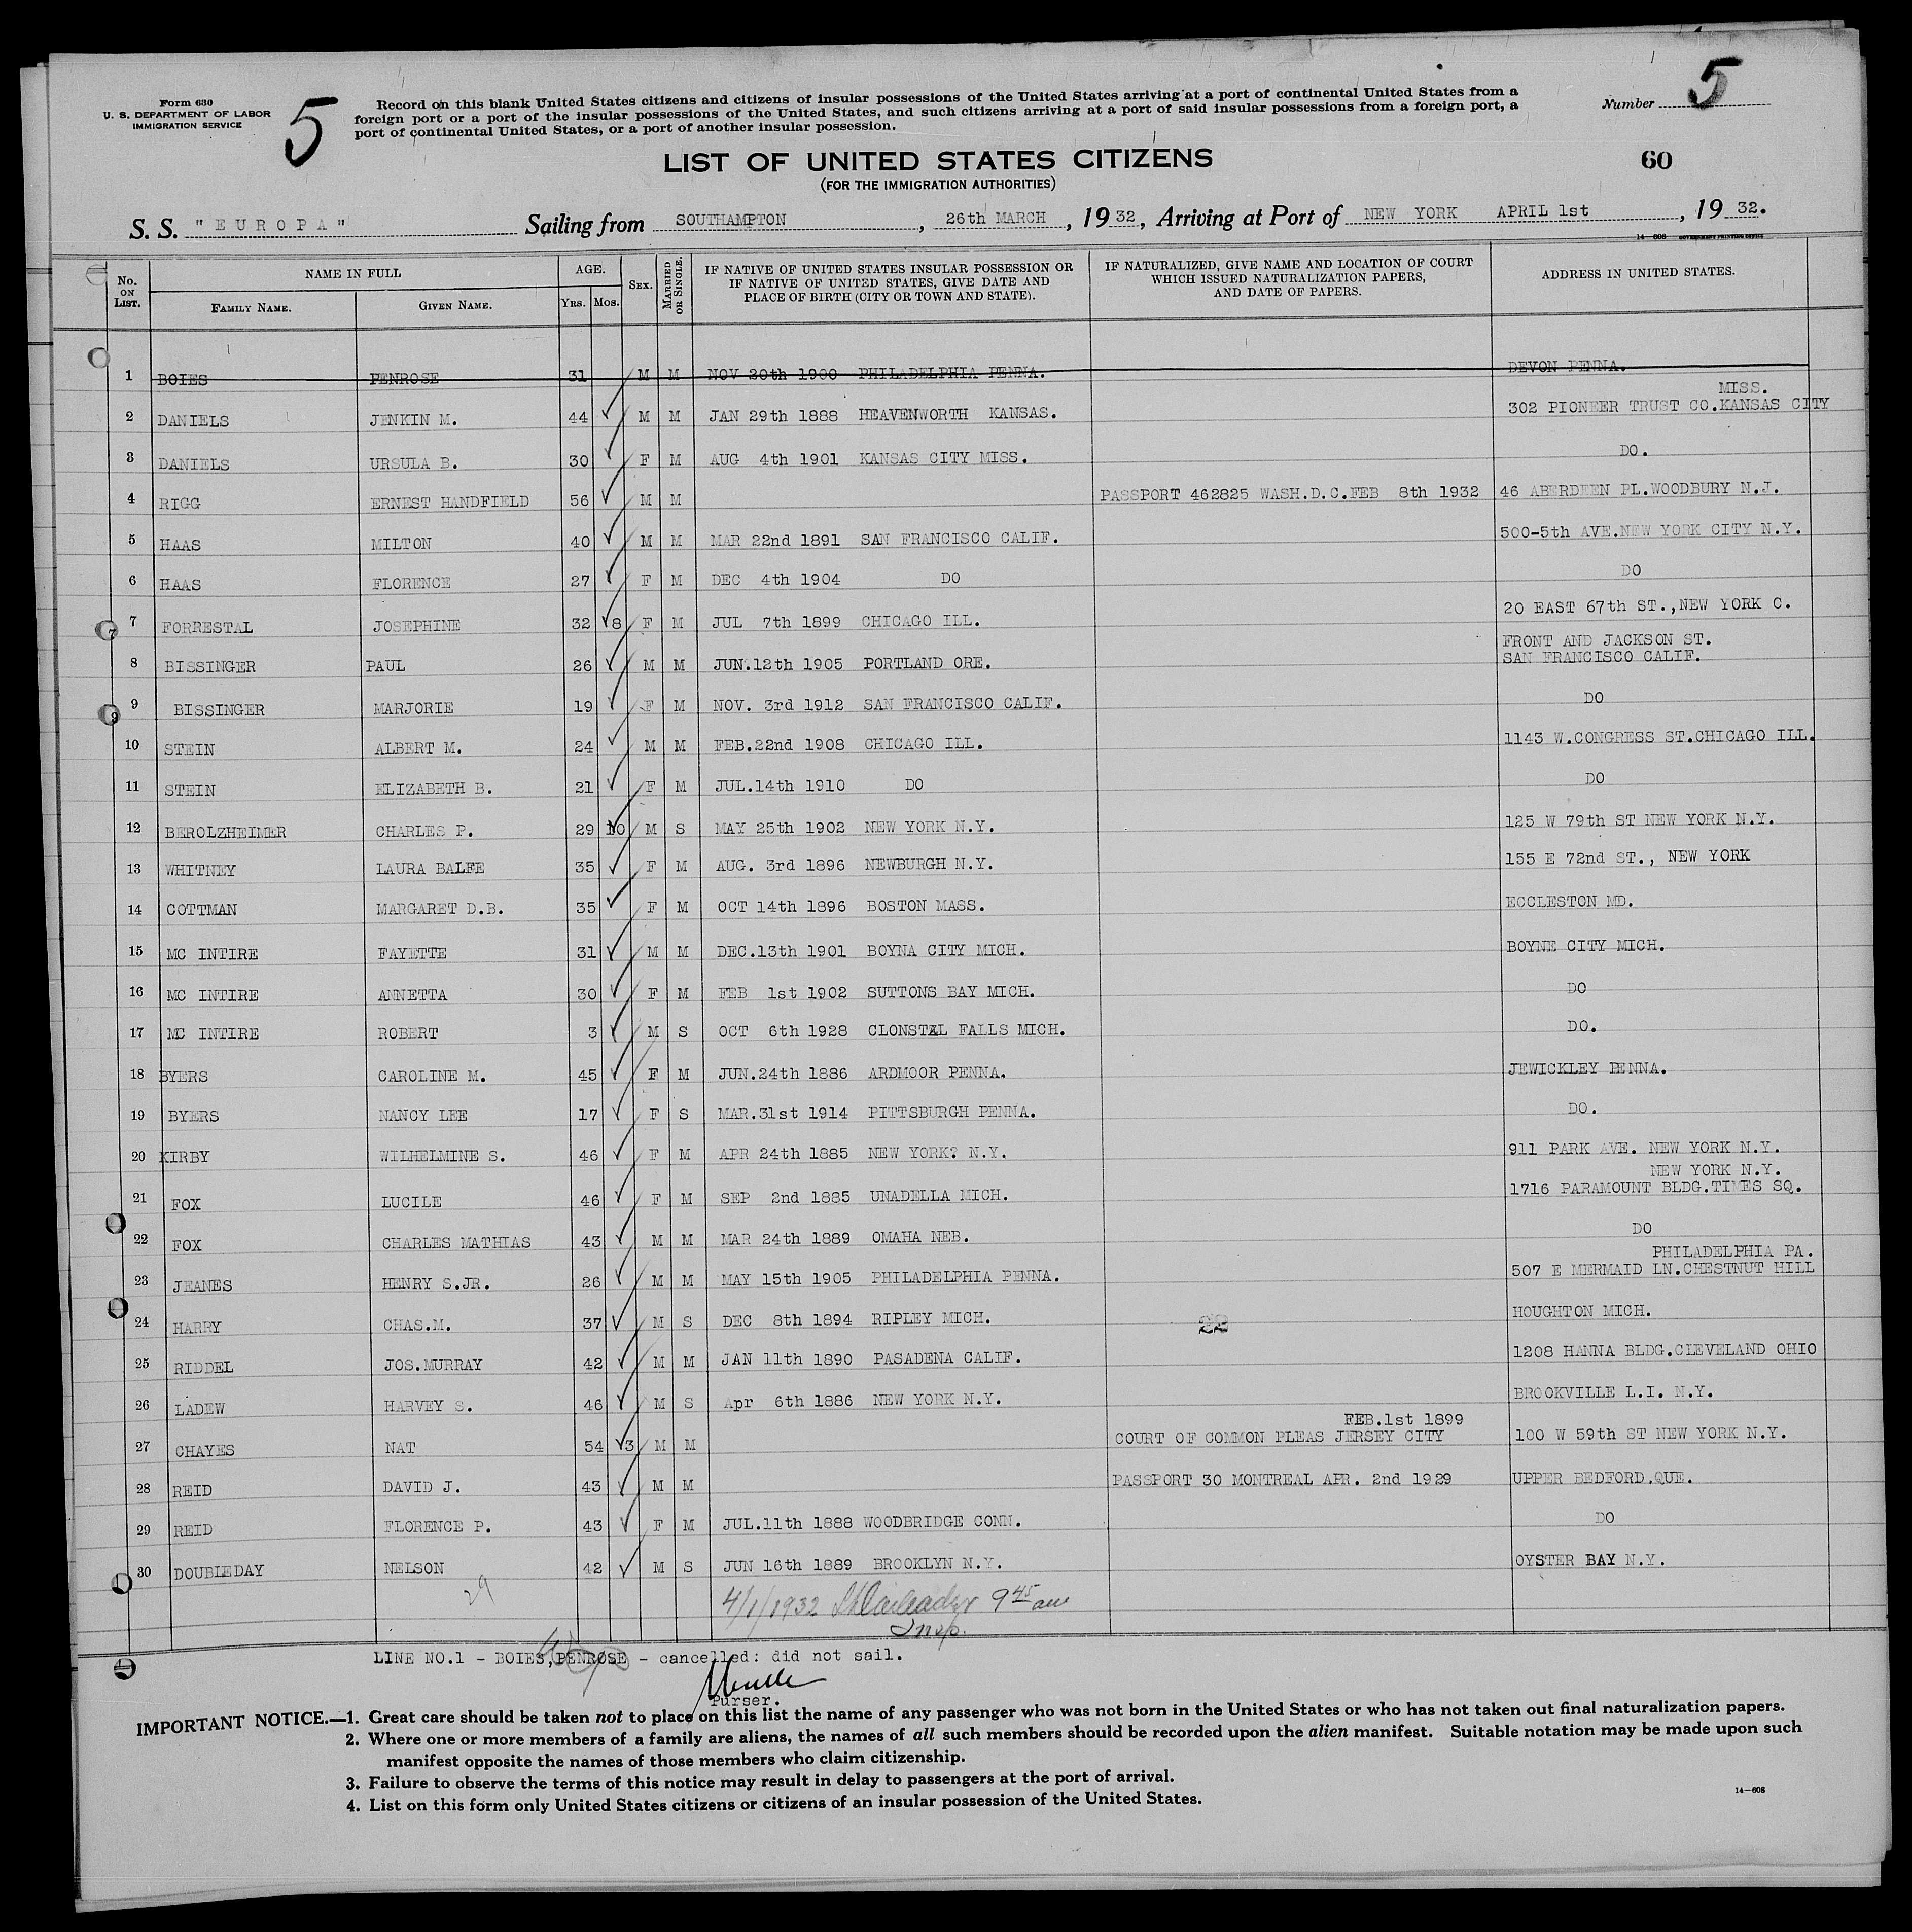 Form 630
U. S. DEPARTMENT OF LABOR
IMMIGRATION SERVICE
5
Record on this blank United States citizens and citizens of insular possessions of the United States arriving at a port of continental United States from a
foreign port or a port of the insular possessions of the United States, and such citizens arriving at a port of said insular possessions from a foreign port, a
port of continental United States, or a port of another insular possession.
Number 5
LIST OF UNITED STATES CITIZENS
(FOR THE IMMIGRATION AUTHORITIES)
60
S. S. "EUROPA" Sailing from SOUTHAMPTON, 26th MARCH, 1932, Arriving at Port of NEW YORK APRIL 1st, 1932.
14—608 GOVERNMENT PRINTING OFFICE
No. ON LIST. NAME IN FULL FAMILY NAME. GIVEN NAME. AGE. YRS. MOS. SEX. MARRIED OR SINGLE. IF NATIVE OF UNITED STATES INSULAR POSSESSION OR IF NATIVE OF UNITED STATES, GIVE DATE AND PLACE OF BIRTH (CITY OR TOWN AND STATE). IF NATURALIZED, GIVE NAME AND LOCATION OF COURT WHICH ISSUED NATURALIZATION PAPERS, AND DATE OF PAPERS. ADDRESS IN UNITED STATES.
1 BOIES PENROSE 31 M M NOV 20th 1900 PHILADELPHIA PENNA. DEVON PENNA.
MISS.
2 DANIELS JENKIN M. 44 M M JAN 29th 1888 HEAVENWORTH KANSAS. 302 PIONEER TRUST CO.KANSAS CITY
3 DANIELS URSULA B. 30 F M AUG 4th 1901 KANSAS CITY MISS. DO.
4 RIGG ERNEST HANDFIELD 56 M M PASSPORT 462825 WASH.D.C.FEB 8th 1932 46 ABERDEEN PL.WOODBURY N.J.
5 HAAS MILTON 40 M M MAR 22nd 1891 SAN FRANCISCO CALIF. 500-5th AVE.NEW YORK CITY N.Y.
6 HAAS FLORENCE 27 F M DEC 4th 1904 DO DO
7 FORRESTAL JOSEPHINE 32 8 F M JUL 7th 1899 CHICAGO ILL. 20 EAST 67th ST.,NEW YORK C.
FRONT AND JACKSON ST.
8 BISSINGER PAUL 26 M M JUN.12th 1905 PORTLAND ORE. SAN FRANCISCO CALIF.
9 BISSINGER MARJORIE 19 F M NOV. 3rd 1912 SAN FRANCISCO CALIF. DO
10 STEIN ALBERT M. 24 M M FEB.22nd 1908 CHICAGO ILL. 1143 W.CONGRESS ST.CHICAGO ILL.
11 STEIN ELIZABETH B. 21 F M JUL.14th 1910 DO DO
12 BEROLZHEIMER CHARLES P. 29 10 M S MAY 25th 1902 NEW YORK N.Y. 125 W 79th ST NEW YORK N.Y.
13 WHITNEY LAURA BALFE 35 F M AUG. 3rd 1896 NEWBURGH N.Y. 155 E 72nd ST., NEW YORK
14 COTTMAN MARGARET D.B. 35 F M OCT 14th 1896 BOSTON MASS. ECCLESTON MD.
15 MC INTIRE FAYETTE 31 M M DEC.13th 1901 BOYNA CITY MICH. BOYNE CITY MICH.
16 MC INTIRE ANNETTA 30 F M FEB 1st 1902 SUTTONS BAY MICH. DO
17 MC INTIRE ROBERT 3 M S OCT 6th 1928 CLONSTAL FALLS MICH. DO.
18 BYERS CAROLINE M. 45 F M JUN.24th 1886 ARDMOOR PENNA. JEWICKLEY PENNA.
19 BYERS NANCY LEE 17 F S MAR.31st 1914 PITTSBURGH PENNA. DO.
20 KIRBY WILHELMINE S. 46 F M APR 24th 1885 NEW YORK? N.Y. 911 PARK AVE. NEW YORK N.Y.
NEW YORK N.Y.
21 FOX LUCILE 46 F M SEP 2nd 1885 UNADELLA MICH. 1716 PARAMOUNT BLDG.TIMES SQ.
22 FOX CHARLES MATHIAS 43 M M MAR 24th 1889 OMAHA NEB. DO
PHILADELPHIA PA.
23 JEANES HENRY S.JR. 26 M M MAY 15th 1905 PHILADELPHIA PENNA. 507 E MERMAID LN.CHESTNUT HILL
24 HARRY CHAS.M. 37 M S DEC 8th 1894 RIPLEY MICH. 22 HOUGHTON MICH.
25 RIDDEL JOS.MURRAY 42 M M JAN 11th 1890 PASADENA CALIF. 1208 HANNA BLDG.CLEVELAND OHIO
26 LADEW HARVEY S. 46 M S Apr 6th 1886 NEW YORK N.Y. BROOKVILLE L.I. N.Y.
FEB.1st 1899
27 CHAYES NAT 54 3 M M COURT OF COMMON PLEAS JERSEY CITY 100 W 59th ST NEW YORK N.Y.
28 REID DAVID J. 43 M M PASSPORT 30 MONTREAL APR. 2nd 1929 UPPER BEDFORD.QUE.
29 REID FLORENCE P. 43 F M JUL.11th 1888 WOODBRIDGE CONN. DO
30 DOUBLEDAY NELSON 42 M S JUN 16th 1889 BROOKLYN N.Y. OYSTER BAY N.Y.
29
4/1/1932 9 45 am
Insp.
LINE NO.1 - BOIES,PENROSE - cancelled: did not sail.
Purser.
IMPORTANT NOTICE.—1. Great care should be taken not to place on this list the name of any passenger who was not born in the United States or who has not taken out final naturalization papers.
2. Where one or more members of a family are aliens, the names of all such members should be recorded upon the alien manifest. Suitable notation may be made upon such
manifest opposite the names of those members who claim citizenship.
3. Failure to observe the terms of this notice may result in delay to passengers at the port of arrival.
4. List on this form only United States citizens or citizens of an insular possession of the United States.
14—608